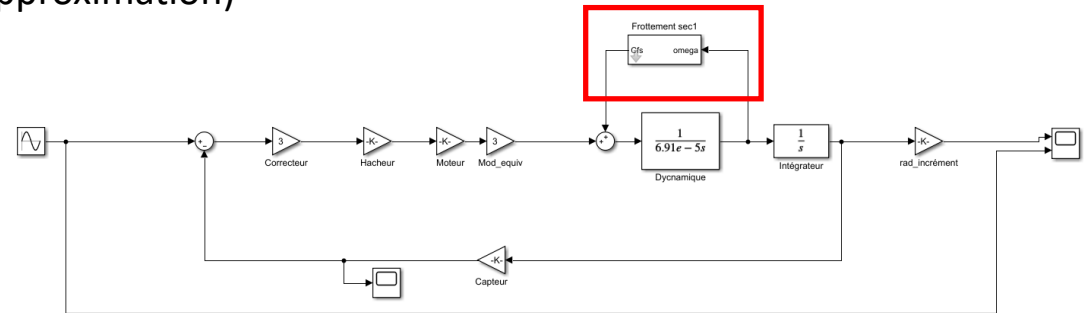 pproximation)
Frottement sec1
Gfs omega
3
-K-
-K-
3
1
6.91e − 5s
1
s
-K-
Correcteur
Hacheur
Moteur
Mod_equiv
Dycnamique
Intégrateur
rad_incrément
-K-
Capteur